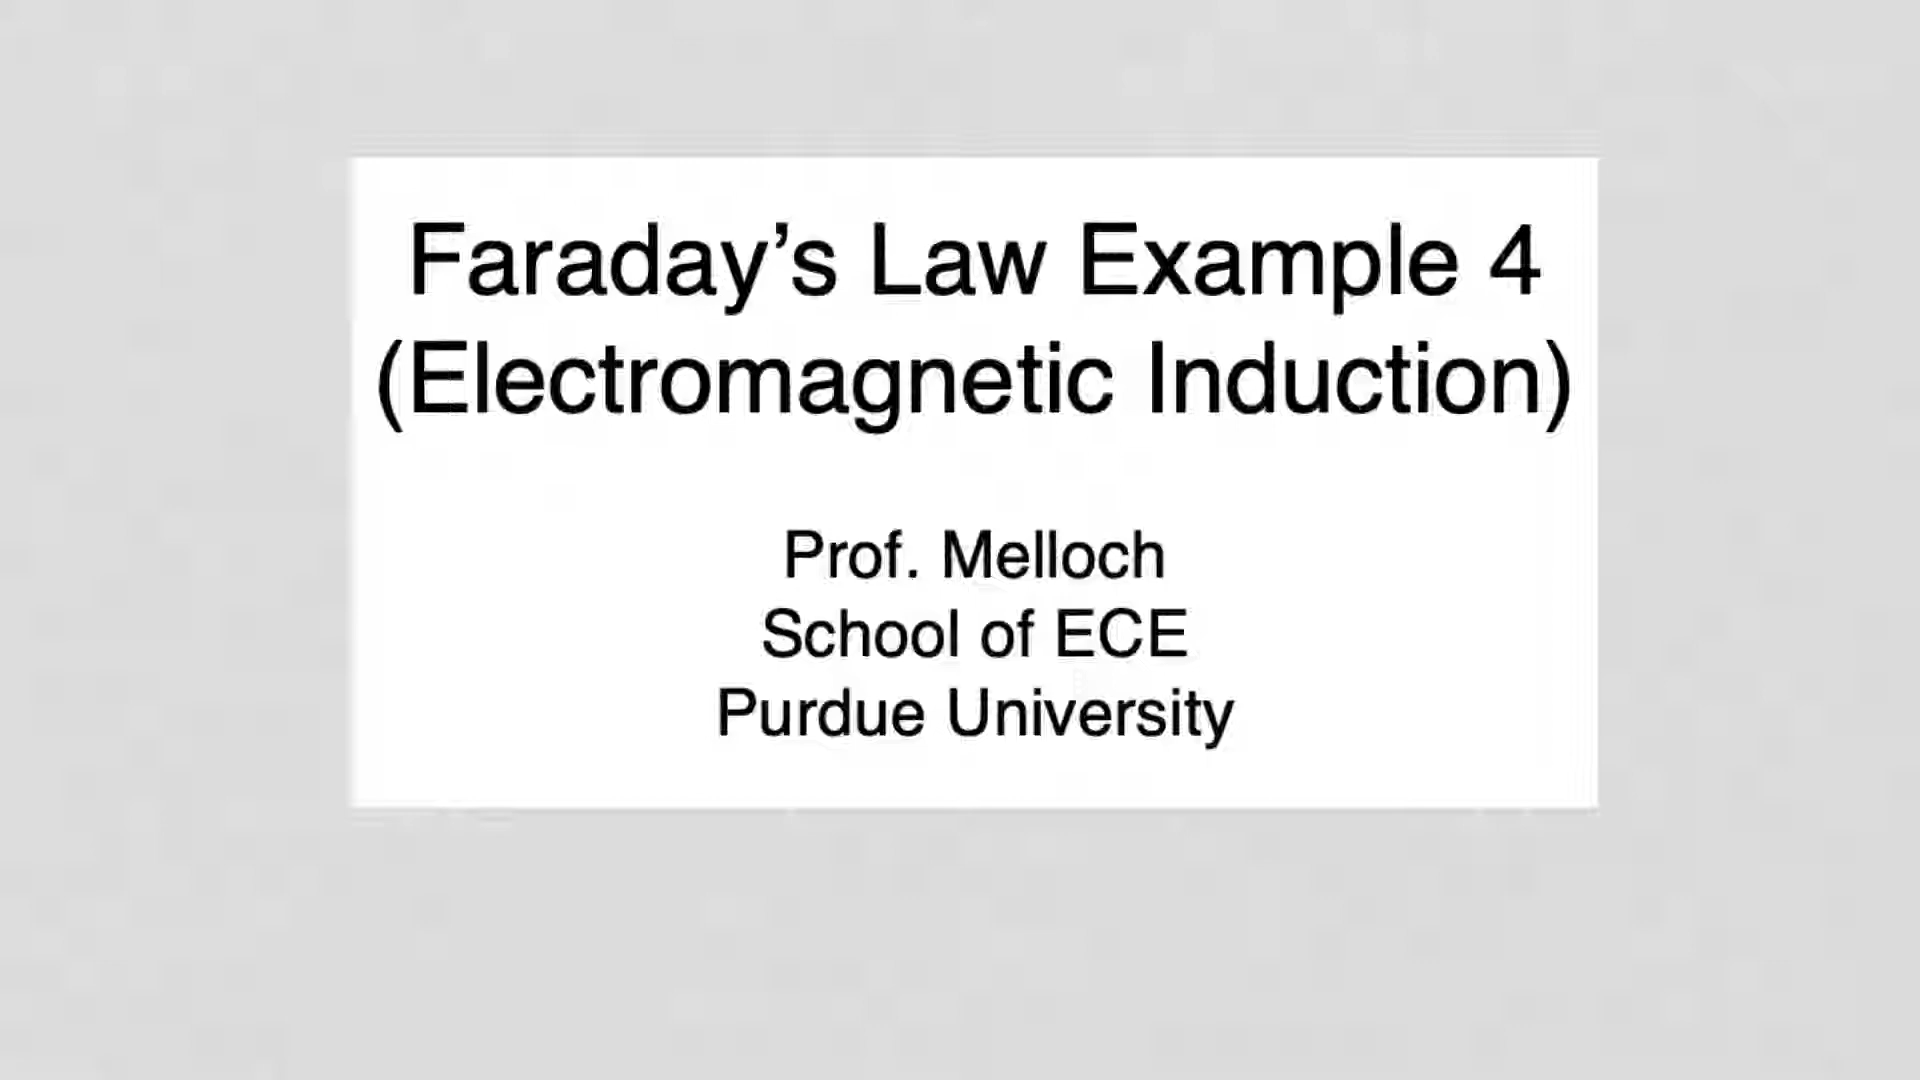 Faraday’s Law Example 4
(Electromagnetic Induction)
Prof. Melloch
School of ECE
Purdue University